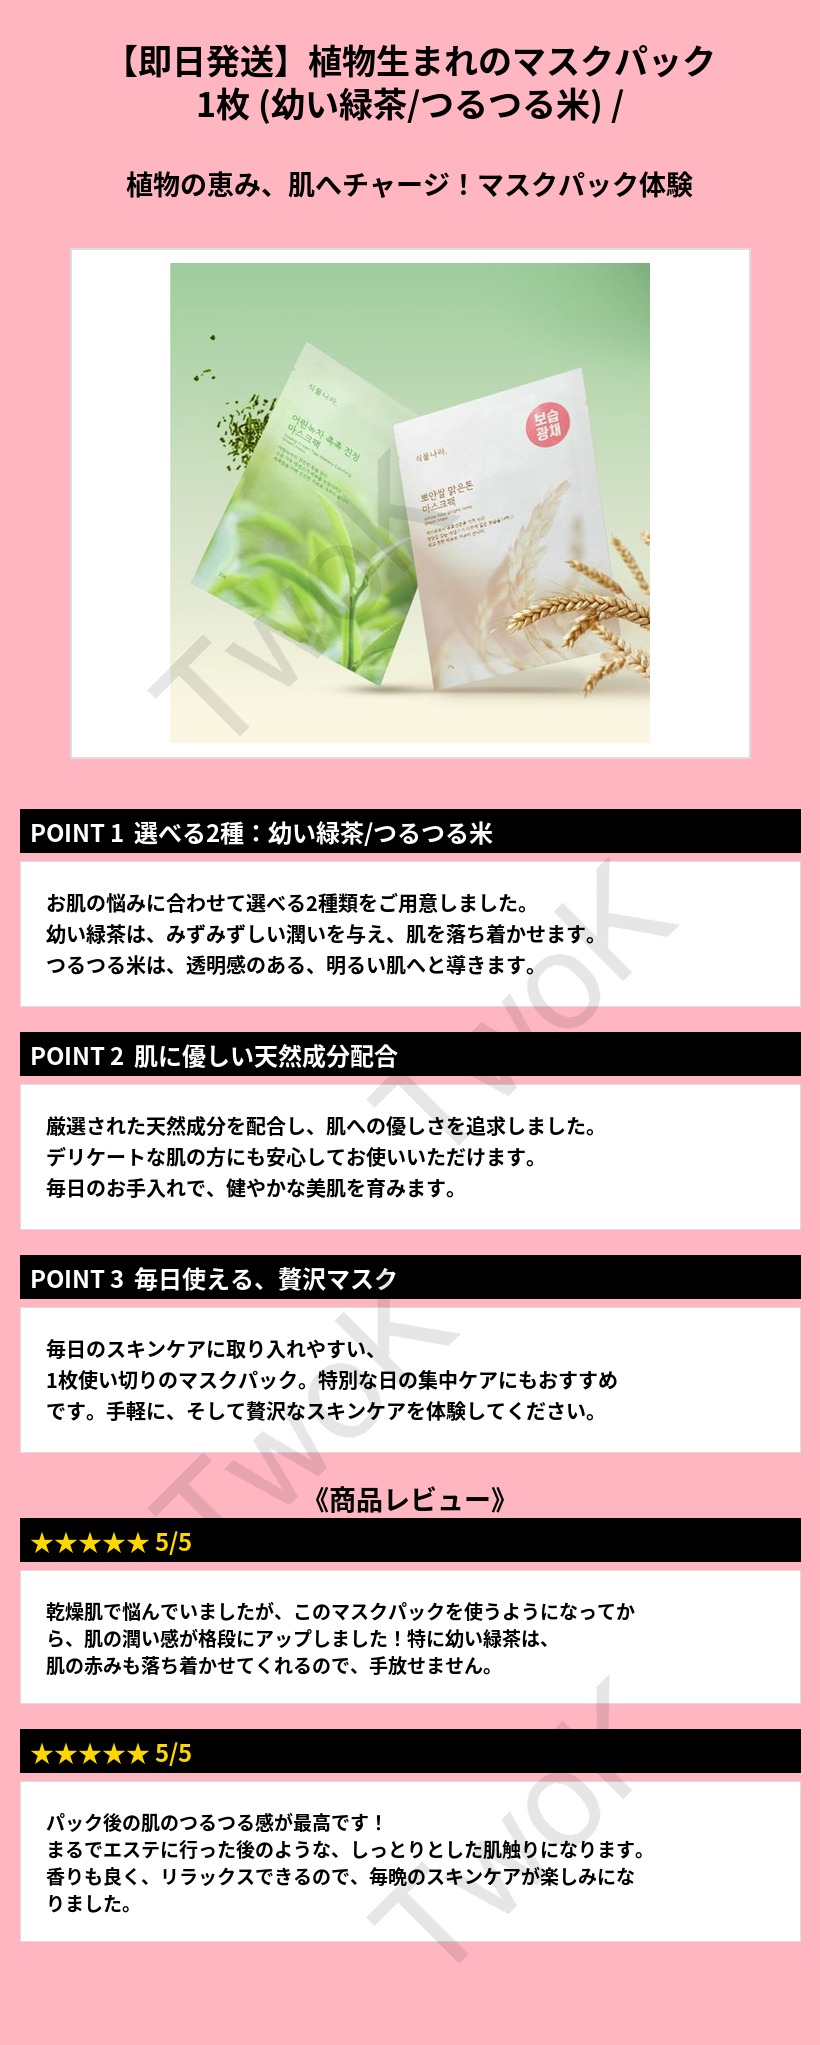 【即日発送】植物生まれのマスクパック
1枚 (幼い緑茶/つるつる米) /
植物の恵み、肌へチャージ！マスクパック体験
식물나라.
어린녹차 촉촉 진정
마스크팩
보습
광채
식물나라.
뽀얀쌀 맑은톤
마스크팩
TwoK
POINT 1 選べる2種：幼い緑茶/つるつる米
お肌の悩みに合わせて選べる2種類をご用意しました。
幼い緑茶は、みずみずしい潤いを与え、肌を落ち着かせます。
つるつる米は、透明感のある、明るい肌へと導きます。
TwoK
POINT 2 肌に優しい天然成分配合
厳選された天然成分を配合し、肌への優しさを追求しました。
デリケートな肌の方にも安心してお使いいただけます。
毎日のお手入れで、健やかな美肌を育みます。
POINT 3 毎日使える、贅沢マスク
毎日のスキンケアに取り入れやすい、
1枚使い切りのマスクパック。特別な日の集中ケアにもおすすめ
です。手軽に、そして贅沢なスキンケアを体験してください。
TwoK
《商品レビュー》
★★★★★ 5/5
乾燥肌で悩んでいましたが、このマスクパックを使うようになってか
ら、肌の潤い感が格段にアップしました！特に幼い緑茶は、
肌の赤みも落ち着かせてくれるので、手放せません。
★★★★★ 5/5
パック後の肌のつるつる感が最高です！
まるでエステに行った後のような、しっとりとした肌触りになります。
香りも良く、リラックスできるので、毎晩のスキンケアが楽しみにな
りました。
TwoK